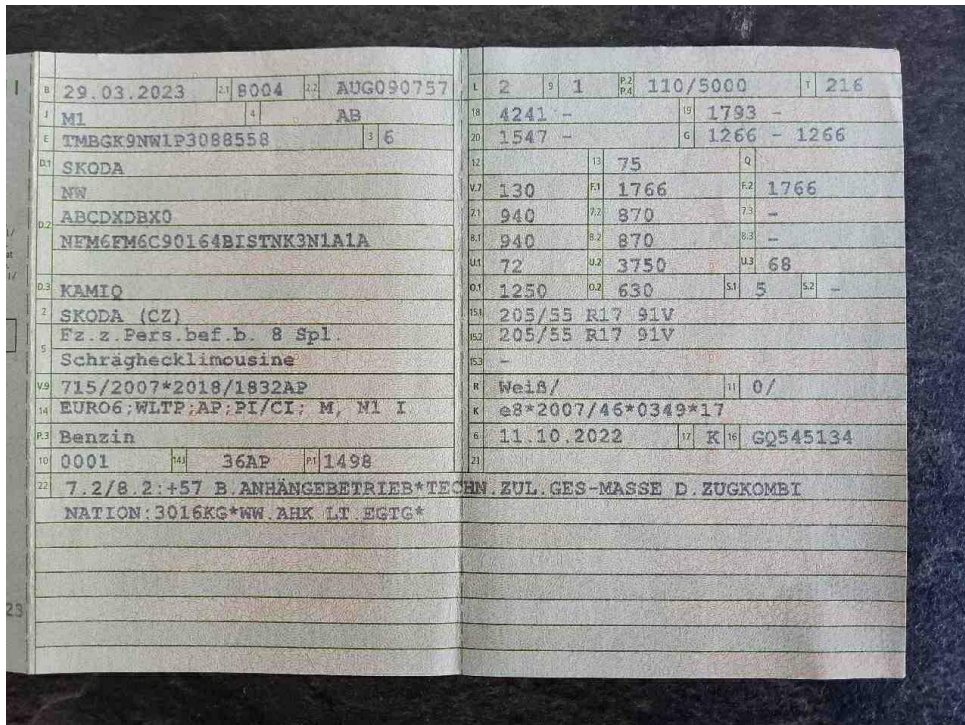 B 29.03.2023 2.1 8004 2.2 AUG090757
J M1 4 AB
E TMBGK9NW1P3088558 3 6
D.1 SKODA
NW
D.2 ABCDXDBX0
NFM6FM6C90164BISTNK3N1A1A
D.3 KAMIQ
2 SKODA (CZ)
5 Fz.z.Pers.bef.b. 8 Spl.
Schräghecklimousine
V.9 715/2007*2018/1832AP
14 EURO6;WLTP;AP;PI/CI; M, N1 I
P.3 Benzin
10 0001 14.1 36AP P.1 1498
L 2 9 1 P.2 P.4 110/5000 T 216
18 4241 - 19 1793 -
20 1547 - G 1266 - 1266
12 13 75 Q
V.7 130 F.1 1766 F.2 1766
7.1 940 7.2 870 7.3 -
8.1 940 8.2 870 8.3 -
U.1 72 U.2 3750 U.3 68
O.1 1250 O.2 630 S.1 5 S.2 -
15.1 205/55 R17 91V
15.2 205/55 R17 91V
15.3 -
R Weiß/ 11 0/
K e8*2007/46*0349*17
6 11.10.2022 17 K 16 GQ545134
21
22 7.2/8.2:+57 B.ANHÄNGEBETRIEB*TECHN.ZUL.GES-MASSE D.ZUGKOMBI
NATION:3016KG*WW.AHK LT.EGTG*
23